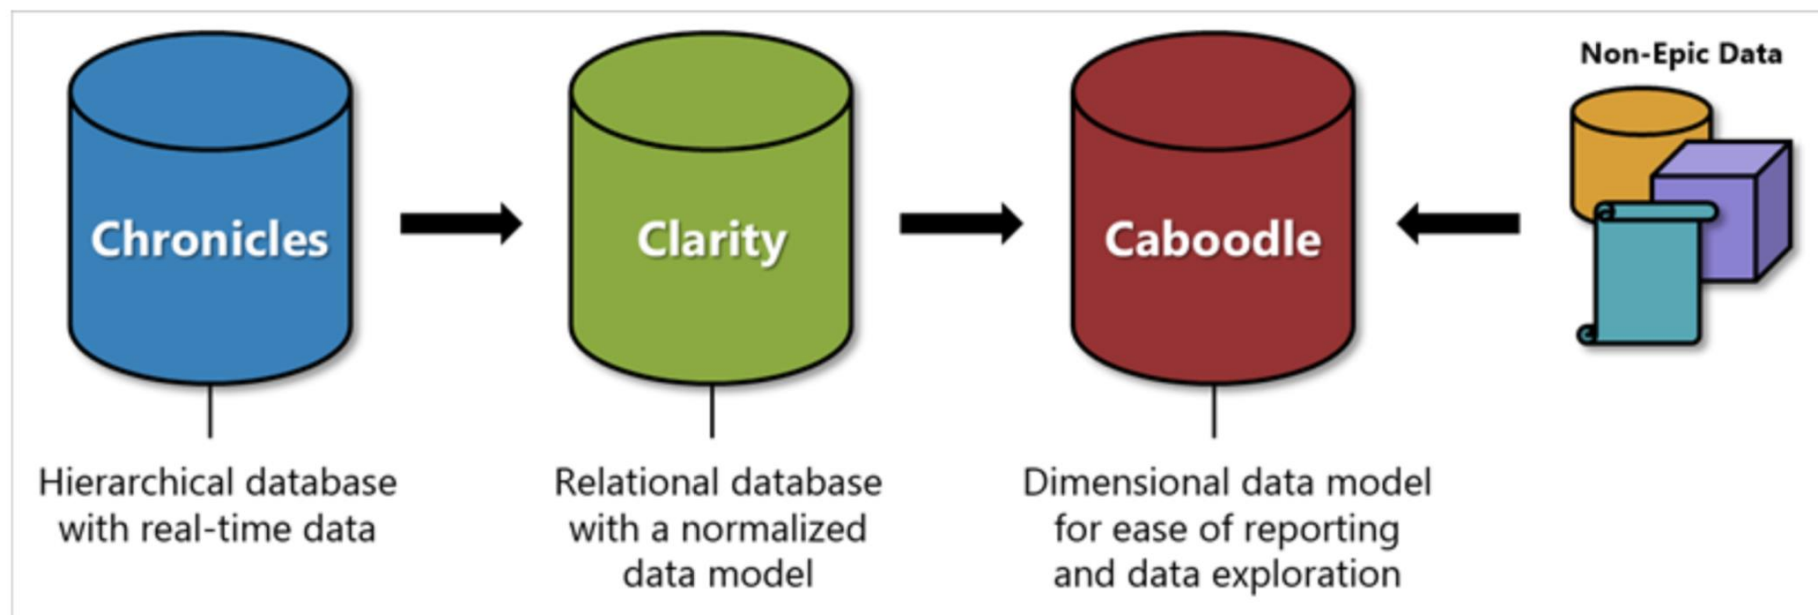 Non-Epic Data
Chronicles
Clarity
Caboodle
Hierarchical database
with real-time data
Relational database
with a normalized
data model
Dimensional data model
for ease of reporting
and data exploration